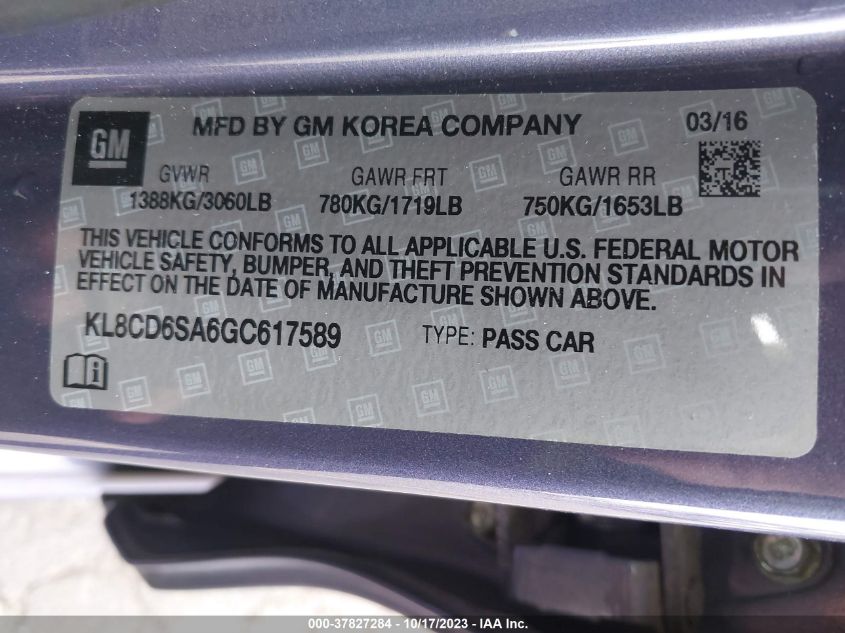 GM
MFD BY GM KOREA COMPANY 03/16
GVWR GAWR FRT GAWR RR
1388KG/3060LB 780KG/1719LB 750KG/1653LB
THIS VEHICLE CONFORMS TO ALL APPLICABLE U.S. FEDERAL MOTOR
VEHICLE SAFETY, BUMPER, AND THEFT PREVENTION STANDARDS IN
EFFECT ON THE DATE OF MANUFACTURE SHOWN ABOVE.
KL8CD6SA6GC617589 TYPE: PASS CAR
000-37827284 - 10/17/2023 - IAA Inc.